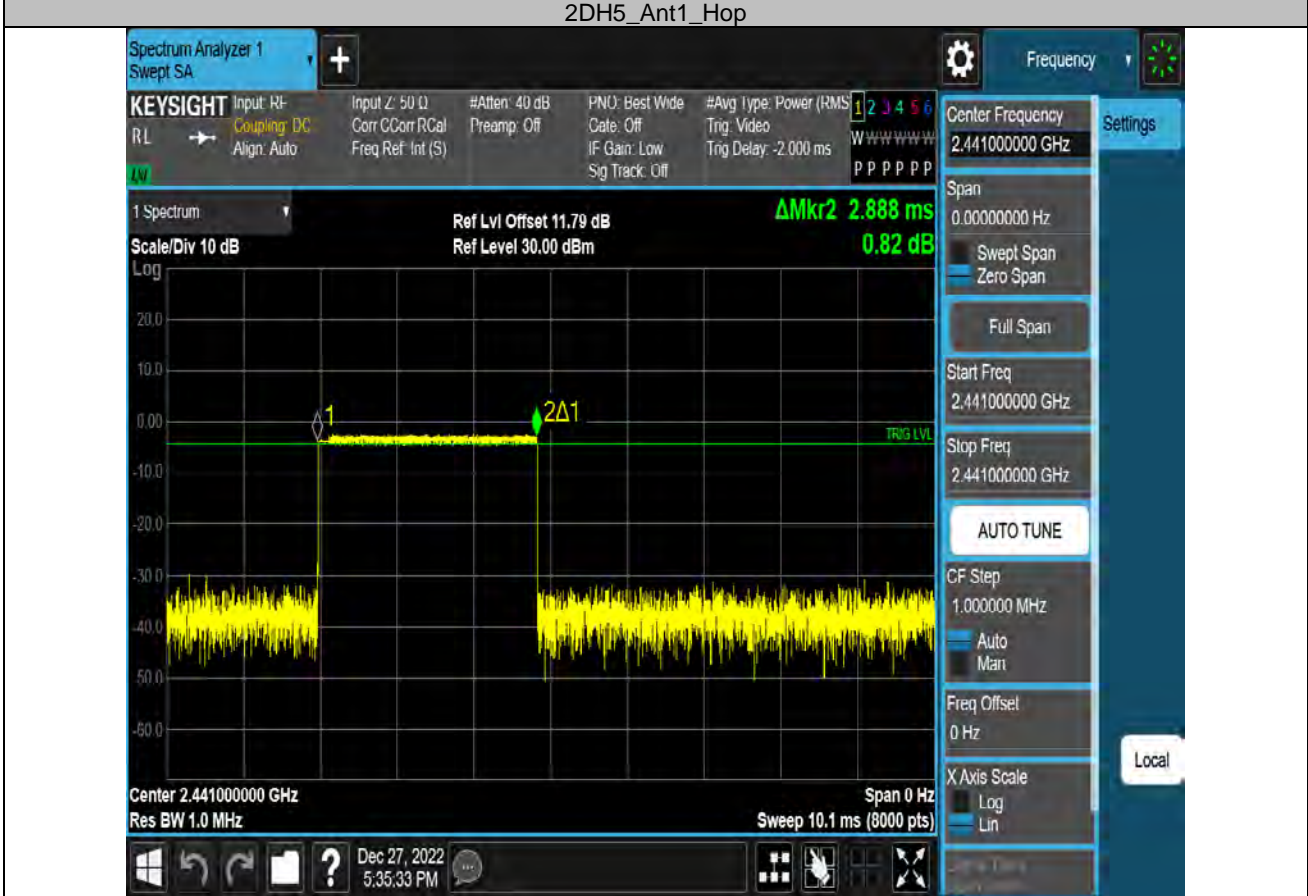 2DH5_Ant1_Hop
Spectrum Analyzer 1
Swept SA
+
Frequency
KEYSIGHT
RL
Input: RF
Coupling: DC
Align: Auto
Input Z: 50 Ω
Corr CCorr RCal
Freq Ref: Int (S)
#Atten: 40 dB
Preamp: Off
PNO: Best Wide
Gate: Off
IF Gain: Low
Sig Track: Off
#Avg Type: Power (RMS
Trig: Video
Trig Delay: -2.000 ms
1 2 3 4 5 6
W W W W W W
P P P P P P
1 Spectrum
Scale/Div 10 dB
Ref Lvl Offset 11.79 dB
Ref Level 30.00 dBm
ΔMkr2 2.888 ms
0.82 dB
Log
20.0
10.0
0.00
-10.0
-20.0
-30.0
-40.0
-50.0
-60.0
1
2Δ1
TRIG LVL
Center 2.441000000 GHz
Res BW 1.0 MHz
Span 0 Hz
Sweep 10.1 ms (8000 pts)
Center Frequency
2.441000000 GHz
Settings
Span
0.00000000 Hz
Swept Span
Zero Span
Full Span
Start Freq
2.441000000 GHz
Stop Freq
2.441000000 GHz
AUTO TUNE
CF Step
1.000000 MHz
Auto
Man
Freq Offset
0 Hz
X Axis Scale
Log
Lin
Local
?
Dec 27, 2022
5:35:33 PM